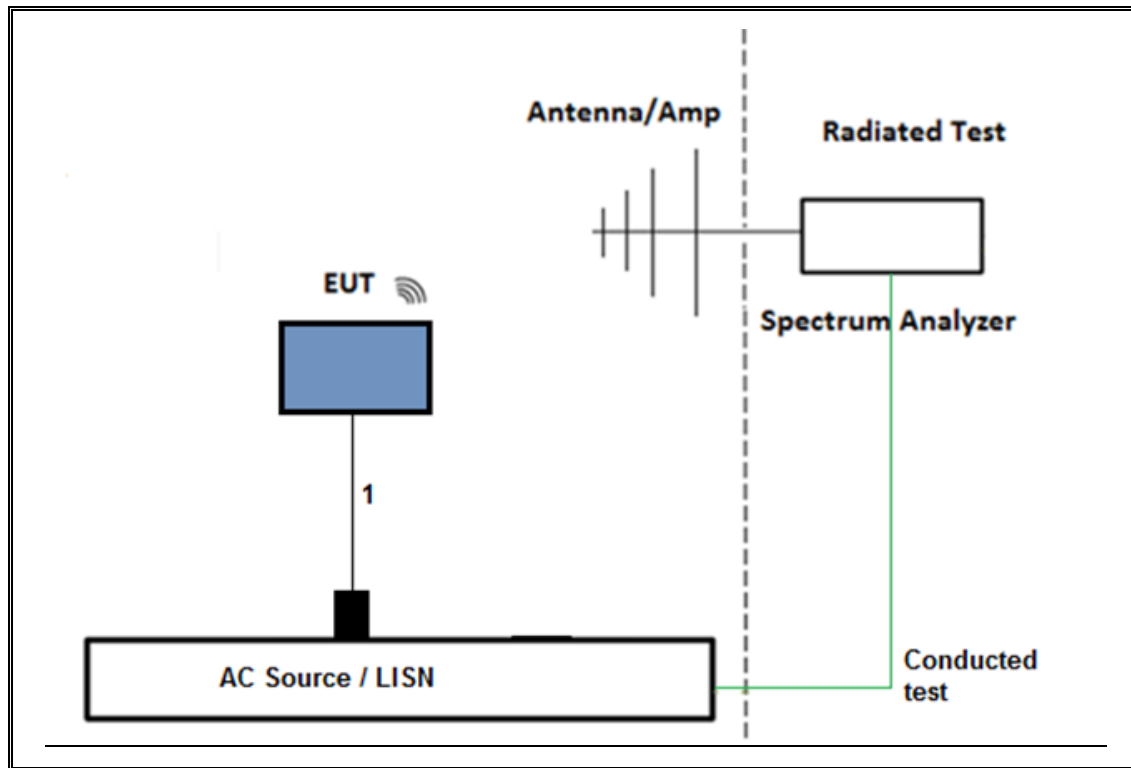 Antenna/Amp
Radiated Test
EUT
Spectrum Analyzer
1
AC Source / LISN
Conducted
test